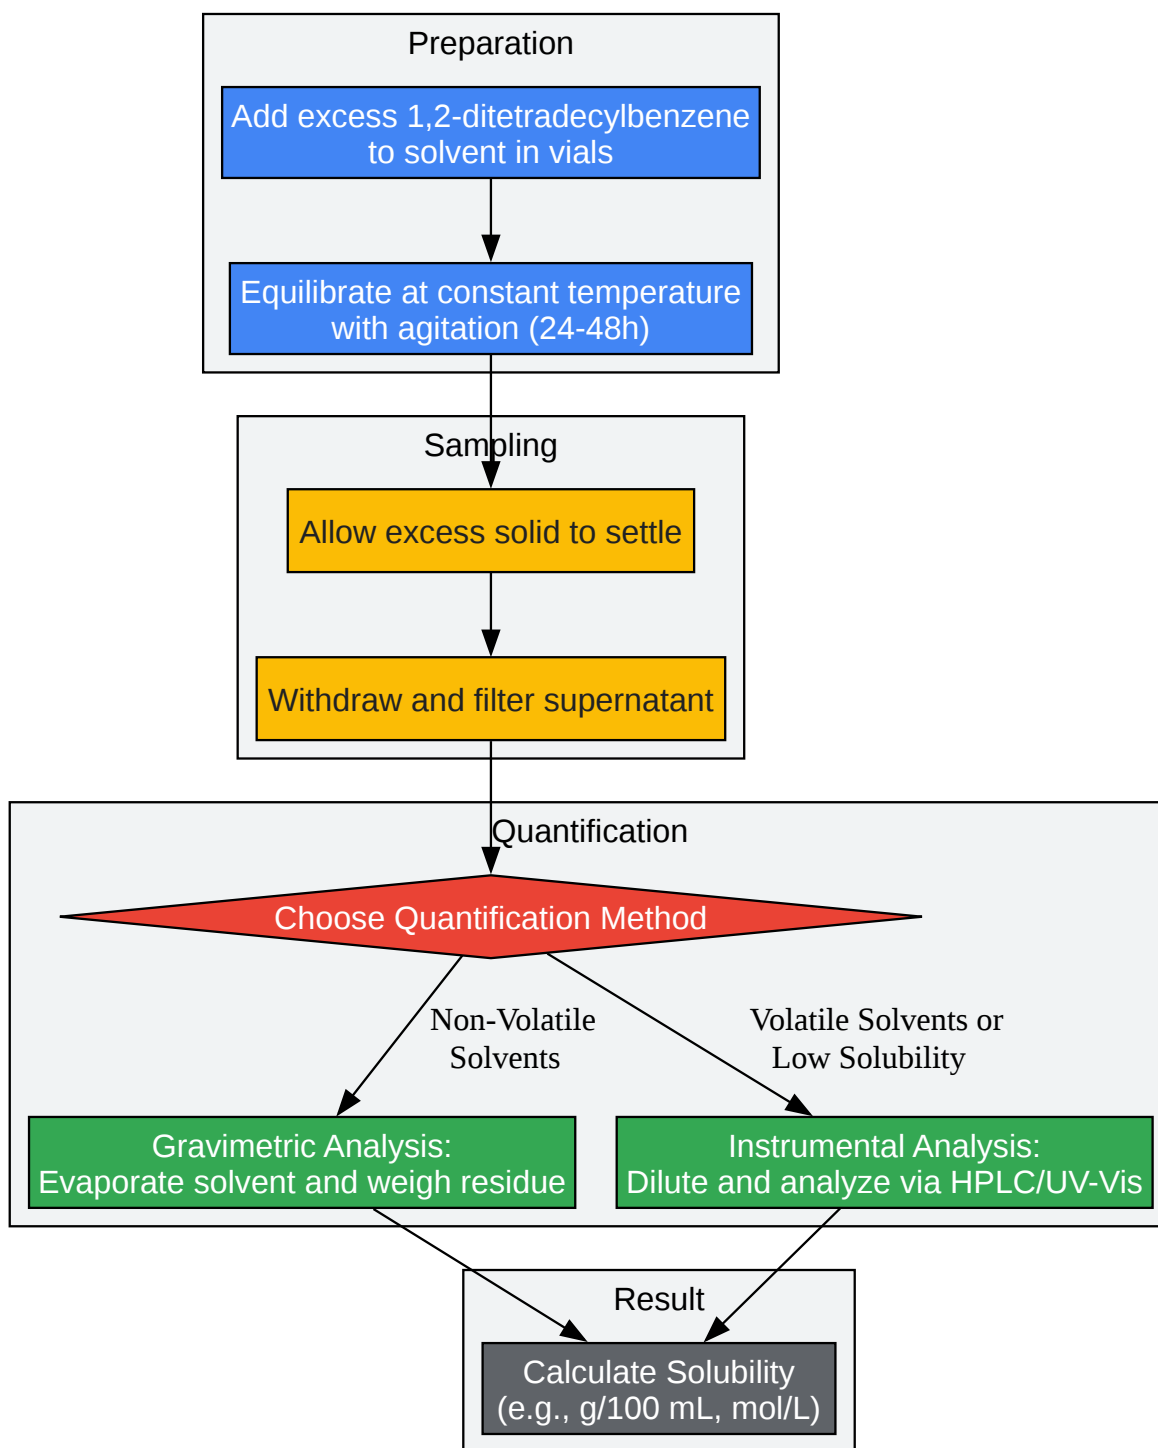 Preparation
Add excess 1,2-ditetradecylbenzene
to solvent in vials
Equilibrate at constant temperature
with agitation (24-48h)
Sampling
Allow excess solid to settle
Withdraw and filter supernatant
Quantification
Choose Quantification Method
Non-Volatile
Solvents
Volatile Solvents or
Low Solubility
Gravimetric Analysis:
Evaporate solvent and weigh residue
Instrumental Analysis:
Dilute and analyze via HPLC/UV-Vis
Result
Calculate Solubility
(e.g., g/100 mL, mol/L)